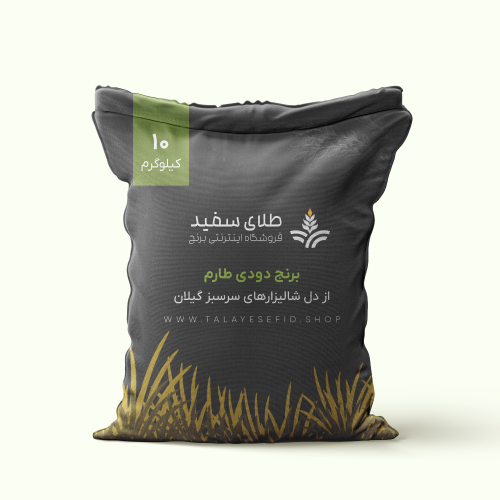 ۱۰
کیلوگرم
طلای سفید
فروشگاه اینترنتی برنج
برنج دودی طارم
از دل شالیزارهای سرسبز گیلان
WWW.TALAYESEFID.SHOP